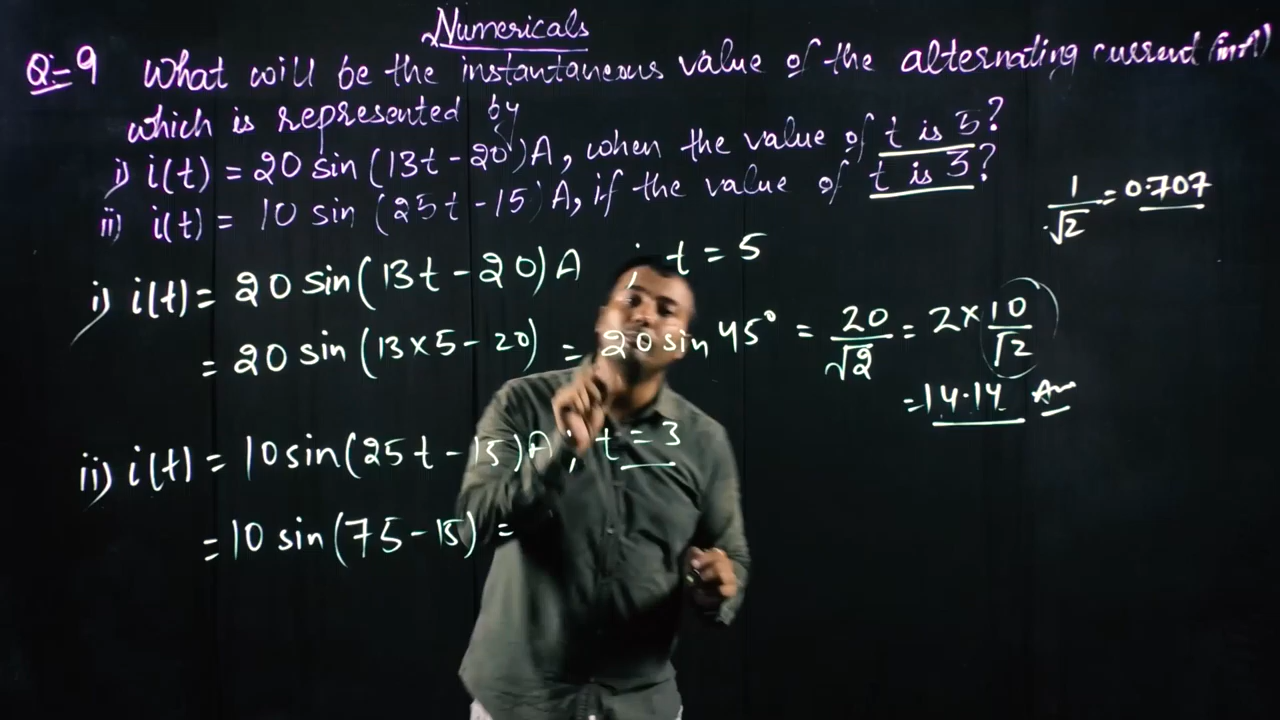 Numericals
Q:-9 What will be the instantaneous value of the alternating current (in A)
which is represented by
i) i(t) = 20 sin (13t - 20°)A, when the value of t is 5?
ii) i(t) = 10 sin (25t - 15 )A, if the value of t is 3?
1/√2 = 0.707
i) i(t) = 20 sin(13t - 20)A ; t = 5
= 20 sin (13×5 - 20) = 20 sin 45° = 20/√2 = 2 × 10/√2
= 14.14 Ans
ii) i(t) = 10 sin(25t - 15)A ; t = 3
= 10 sin (75 - 15) =